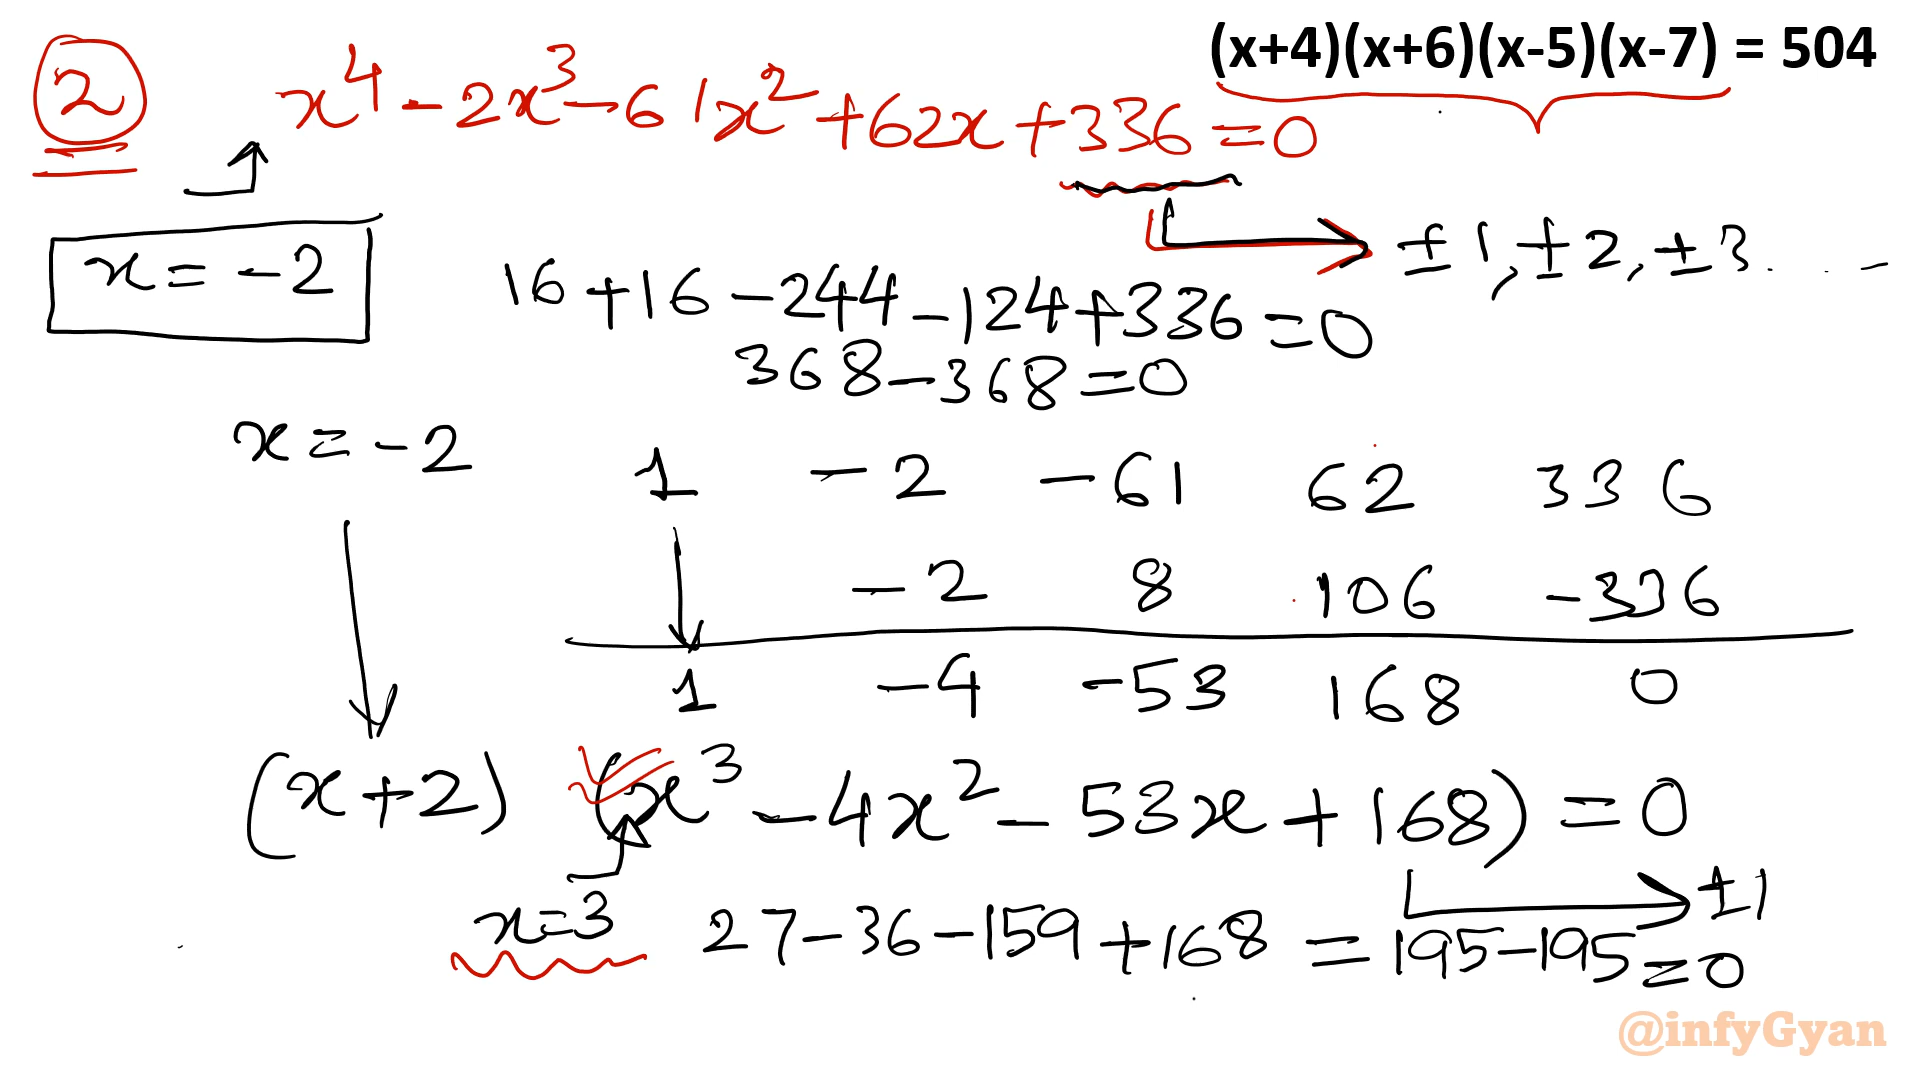 (x+4)(x+6)(x-5)(x-7) = 504
2 x⁴ - 2x³ - 61x² + 62x + 336 = 0
±1, ±2, ±3. . . -
x = -2
16 + 16 - 244 - 124 + 336 = 0
368 - 368 = 0
x = -2
1 -2 -61 62 336
-2 8 106 -336
1 -4 -53 168 0
(x+2) (x³ - 4x² - 53x + 168) = 0
±1
x=3 27 - 36 - 159 + 168 = 195 - 195 = 0
@infyGyan